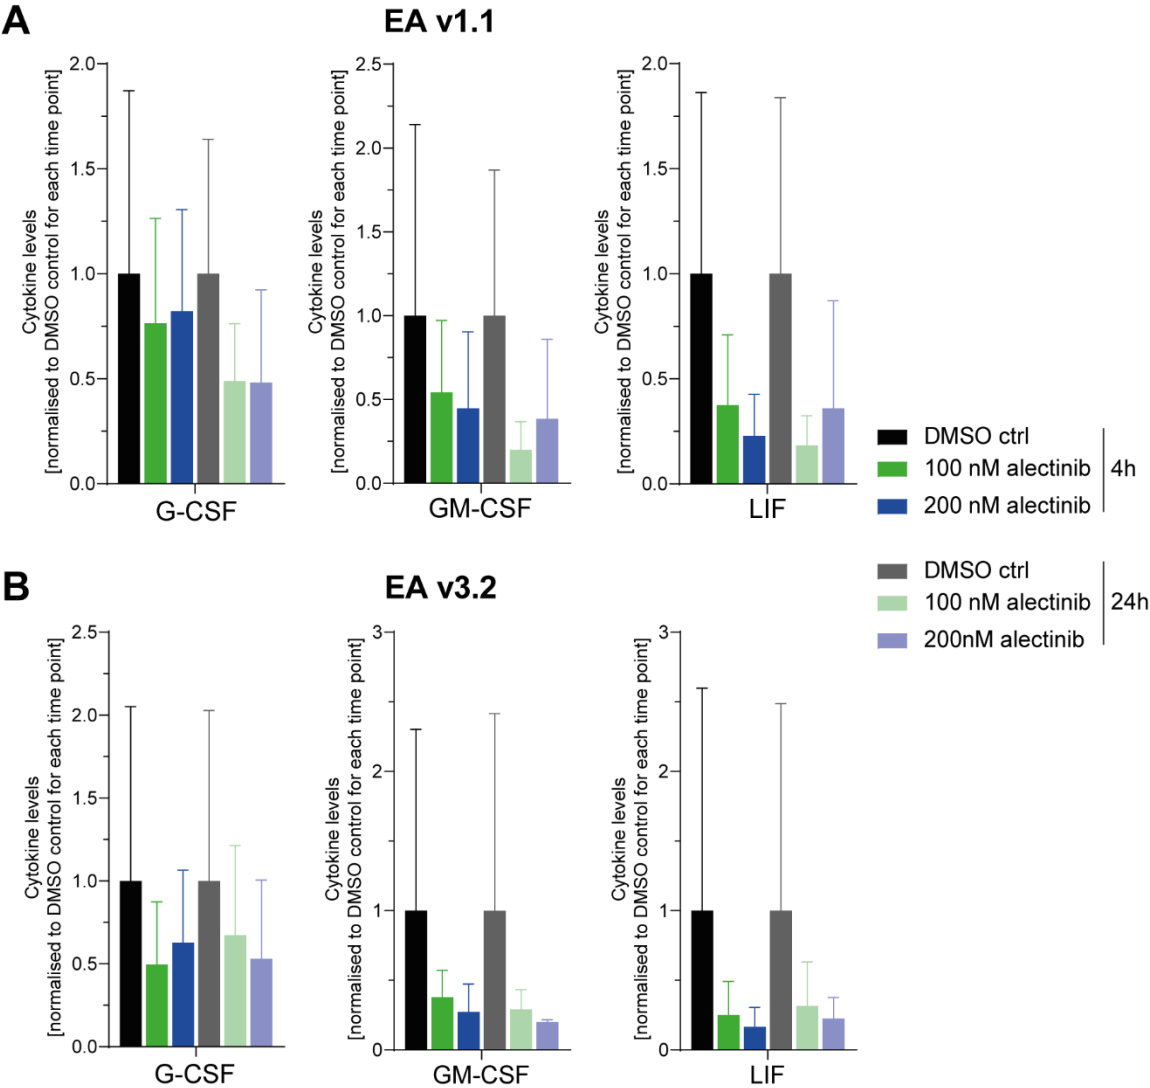 A
EA v1.1
Cytokine levels
[normalised to DMSO control for each time point]
2.0
1.5
1.0
0.5
0.0
G-CSF
Cytokine levels
[normalised to DMSO control for each time point]
2.5
2.0
1.5
1.0
0.5
0.0
GM-CSF
Cytokine levels
[normalised to DMSO control for each time point]
2.0
1.5
1.0
0.5
0.0
LIF
DMSO ctrl
100 nM alectinib
200 nM alectinib
4h
DMSO ctrl
100 nM alectinib
200nM alectinib
24h
B
EA v3.2
Cytokine levels
[normalised to DMSO control for each time point]
2.5
2.0
1.5
1.0
0.5
0.0
G-CSF
Cytokine levels
[normalised to DMSO control for each time point]
3
2
1
0
GM-CSF
Cytokine levels
[normalised to DMSO control for each time point]
3
2
1
0
LIF